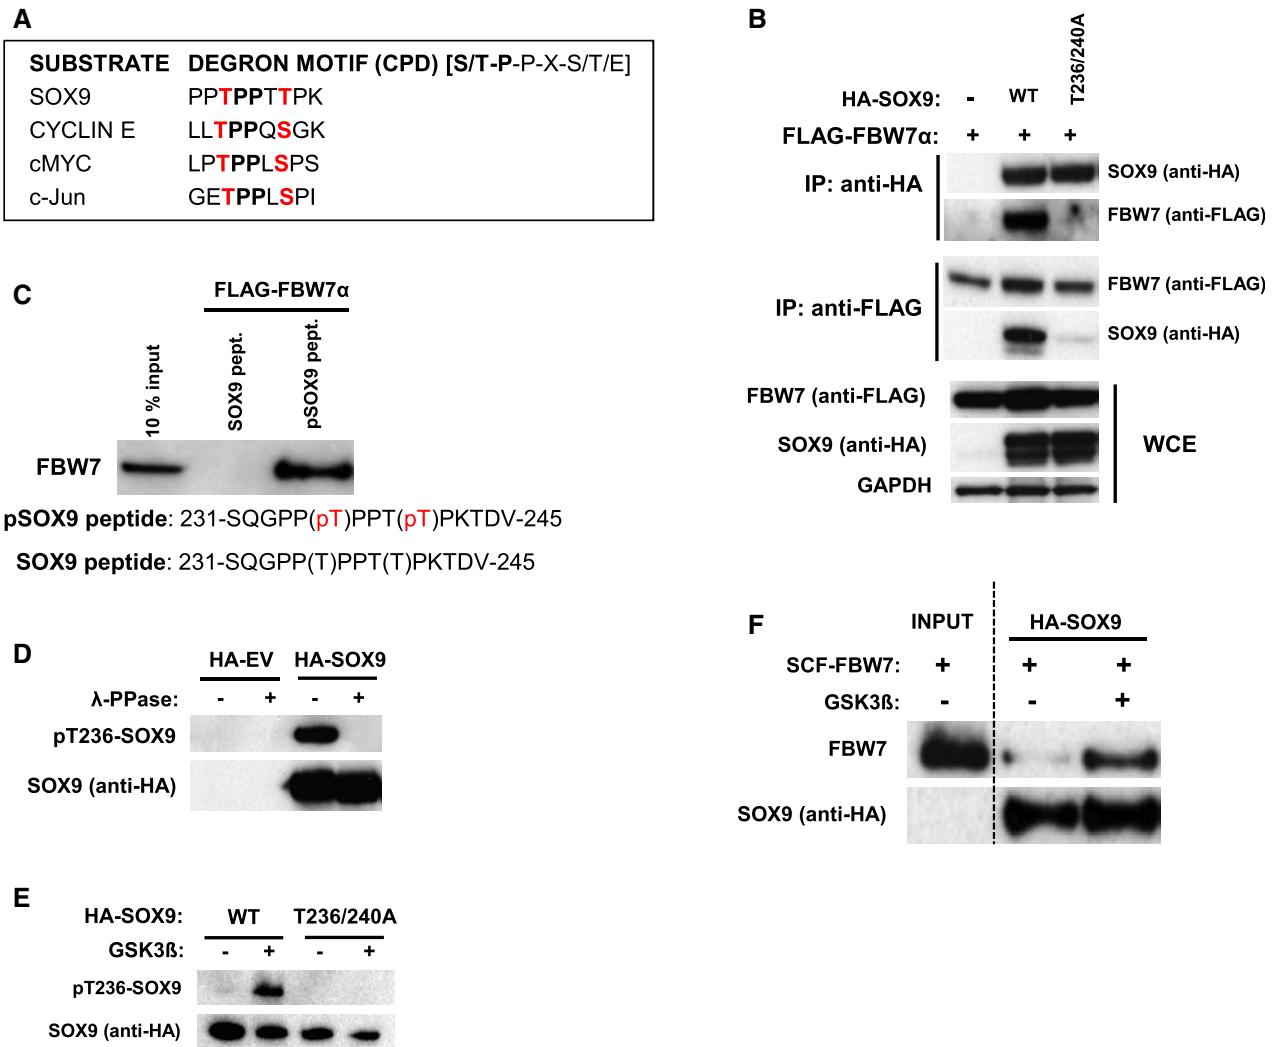 A
SUBSTRATE DEGRON MOTIF (CPD) [S/T-P-P-X-S/T/E]
SOX9 PPTPPTTPK
CYCLIN E LLTPPQSGK
cMYC LPTPPLSPS
c-Jun GETPPLSPI
B
HA-SOX9: - WT T236/240A
FLAG-FBW7α: + + +
IP: anti-HA
SOX9 (anti-HA)
FBW7 (anti-FLAG)
IP: anti-FLAG
FBW7 (anti-FLAG)
SOX9 (anti-HA)
FBW7 (anti-FLAG)
SOX9 (anti-HA)
GAPDH
WCE
C
FLAG-FBW7α
10 % input
SOX9 pept.
pSOX9 pept.
FBW7
pSOX9 peptide: 231-SQGPP(pT)PPT(pT)PKTDV-245
SOX9 peptide: 231-SQGPP(T)PPT(T)PKTDV-245
D
HA-EV HA-SOX9
λ-PPase: - + - +
pT236-SOX9
SOX9 (anti-HA)
E
HA-SOX9: WT T236/240A
GSK3ß: - + - +
pT236-SOX9
SOX9 (anti-HA)
F
INPUT HA-SOX9
SCF-FBW7: + + +
GSK3ß: - - +
FBW7
SOX9 (anti-HA)